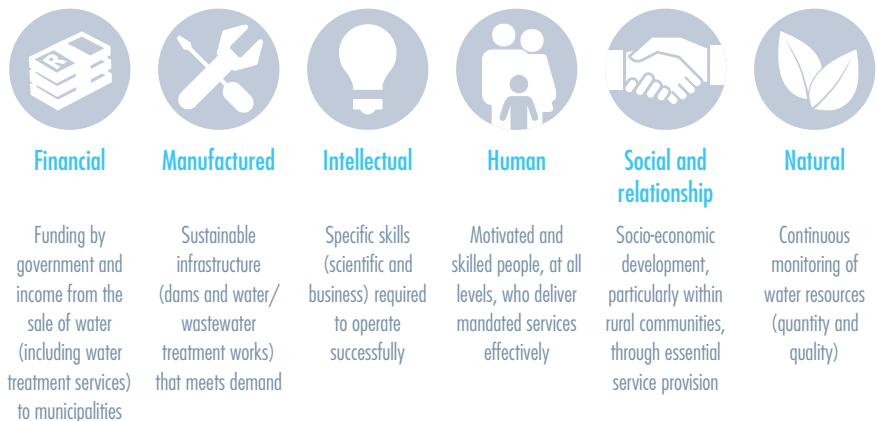 R
Financial
Funding by
government and
income from the
sale of water
(including water
treatment services)
to municipalities
Manufactured
Sustainable
infrastructure
(dams and water/
wastewater
treatment works)
that meets demand
Intellectual
Specific skills
(scientific and
business) required
to operate
successfully
Human
Motivated and
skilled people, at all
levels, who deliver
mandated services
effectively
Social and
relationship
Socio-economic
development,
particularly within
rural communities,
through essential
service provision
Natural
Continuous
monitoring of
water resources
(quantity and
quality)